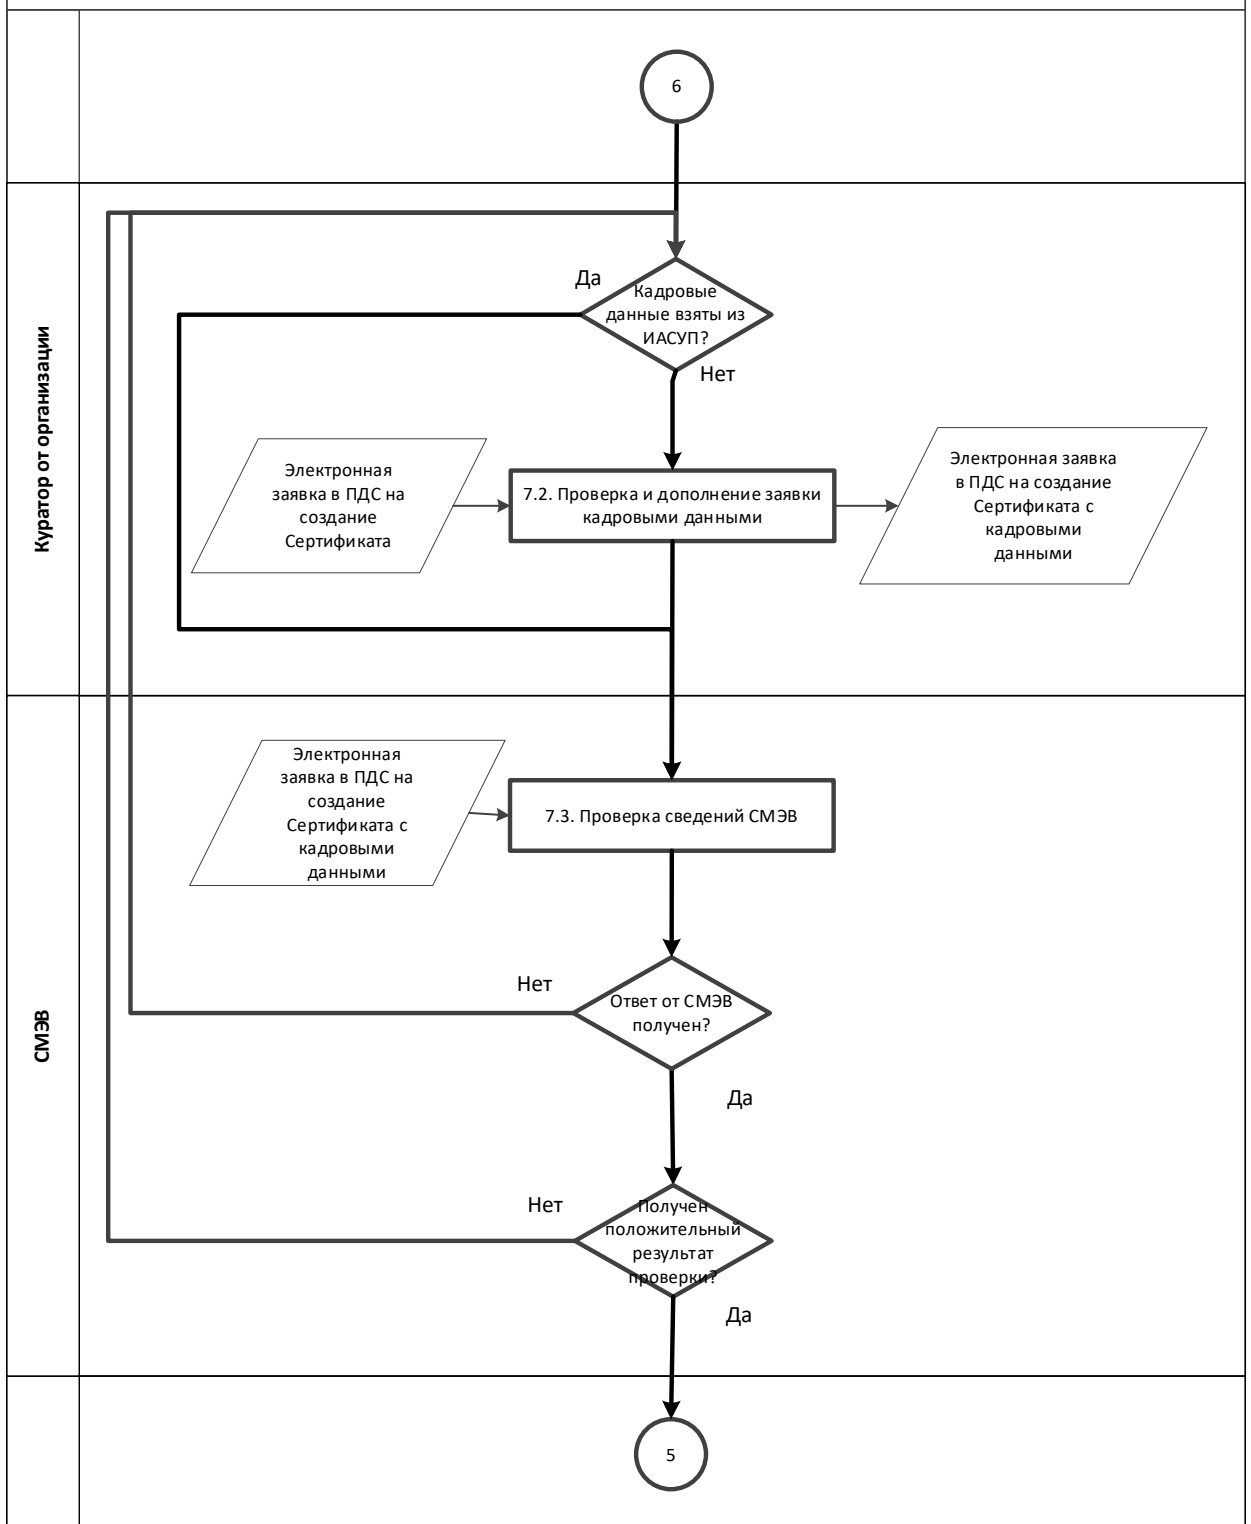 6
Куратор от организации
Да
Кадровые
данные взяты из
ИАСУП?
Нет
Электронная
заявка в ПДС на
создание
Сертификата
7.2. Проверка и дополнение заявки
кадровыми данными
Электронная заявка
в ПДС на создание
Сертификата с
кадровыми
данными
СМЭВ
Электронная
заявка в ПДС на
создание
Сертификата с
кадровыми
данными
7.3. Проверка сведений СМЭВ
Нет
Ответ от СМЭВ
получен?
Да
Нет
Получен
положительный
результат
проверки?
Да
5